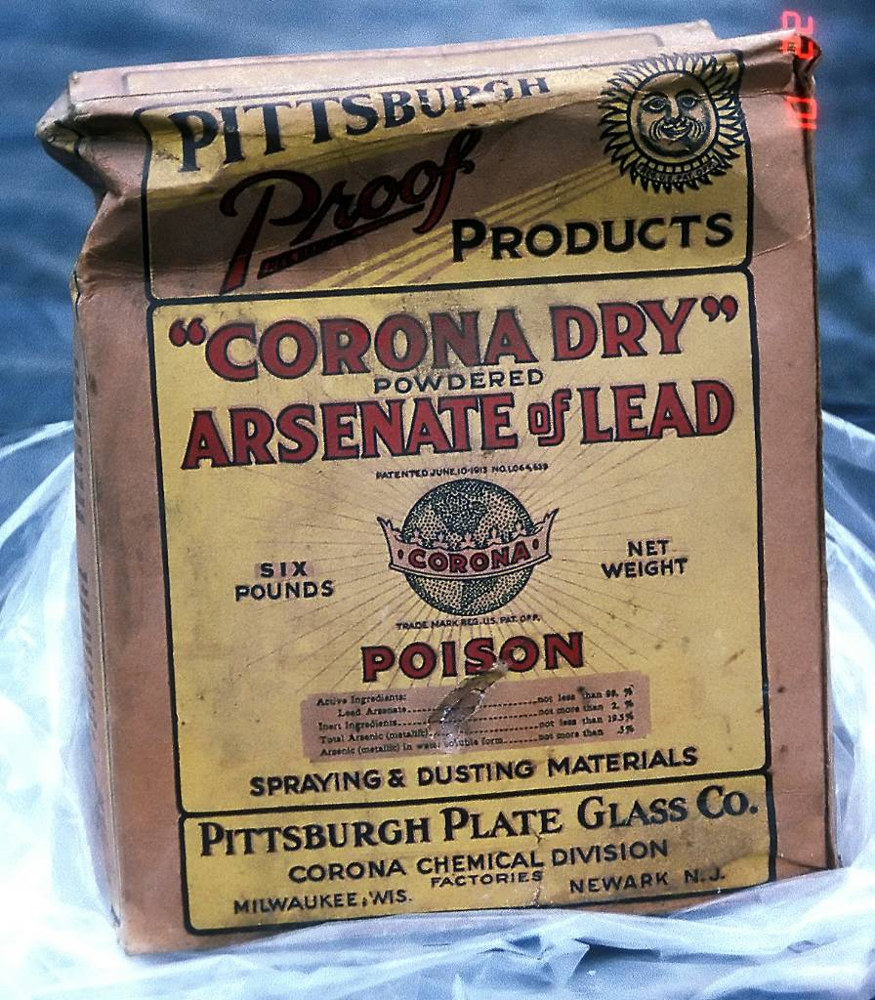 PITTSBURGH
Proof
PRODUCTS
"CORONA DRY"
POWDERED
ARSENATE of LEAD
PATENTED JUNE,10-1913 NO.1,064,639
CORONA
SIX
POUNDS
NET
WEIGHT
TRADE MARK REG. U.S. PAT. OFF.
POISON
Active Ingredients:
Lead Arsenate not less than 98. %
Inert Ingredients not more than 2. %
Total Arsenic (metallic) not less than 19.5%
Arsenic (metallic) in water soluble form not more than .5%
SPRAYING & DUSTING MATERIALS
PITTSBURGH PLATE GLASS CO.
CORONA CHEMICAL DIVISION
FACTORIES
MILWAUKEE, WIS. NEWARK N.J.